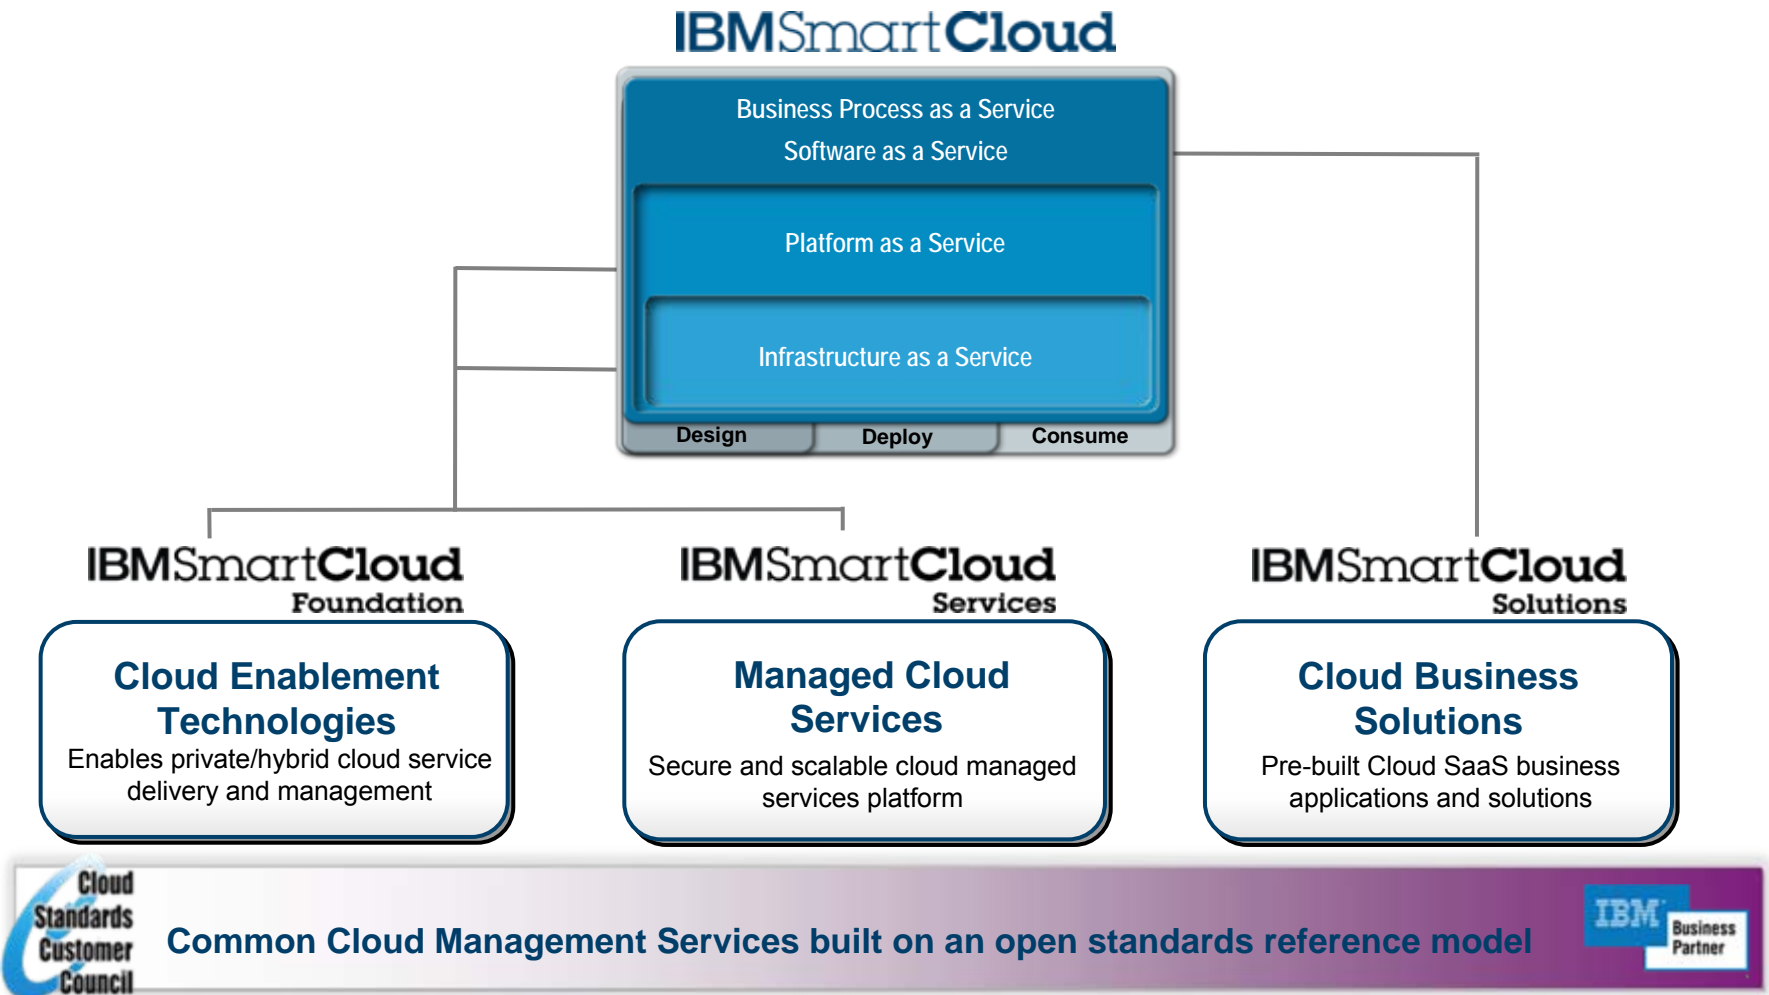 IBMSmartCloud
Business Process as a Service
Software as a Service
Platform as a Service
Infrastructure as a Service
Design
Deploy
Consume
IBMSmartCloud
Foundation
Cloud Enablement
Technologies
Enables private/hybrid cloud service
delivery and management
IBMSmartCloud
Services
Managed Cloud
Services
Secure and scalable cloud managed
services platform
IBMSmartCloud
Solutions
Cloud Business
Solutions
Pre-built Cloud SaaS business
applications and solutions
Cloud
Standards
Customer
Council
Common Cloud Management Services built on an open standards reference model
IBM
Business
Partner